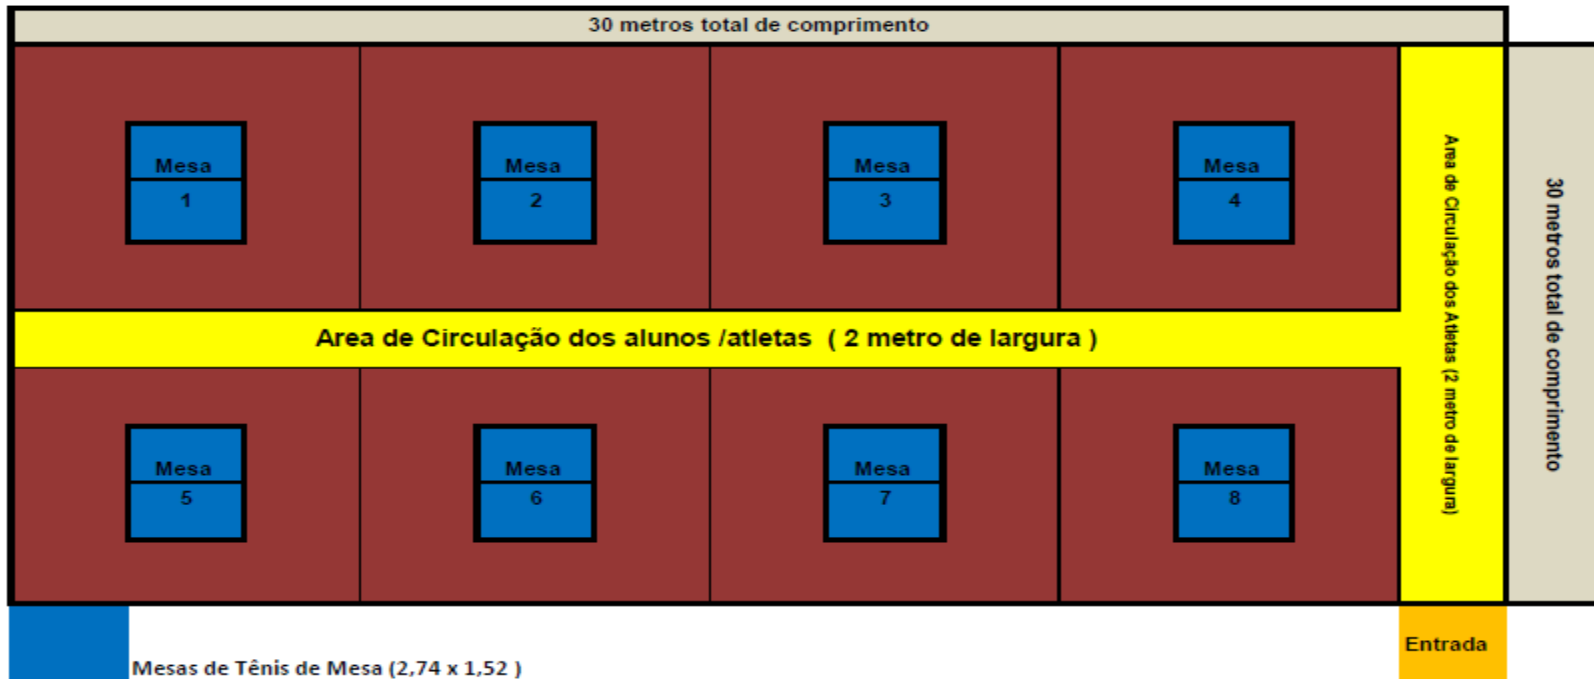 30 metros total de comprimento
Mesa
1
Mesa
2
Mesa
3
Mesa
4
Area de Circulação dos alunos /atletas ( 2 metro de largura )
Mesa
5
Mesa
6
Mesa
7
Mesa
8
Area de Circulação dos Atletas (2 metro de largura)
30 metros total de comprimento
Entrada
Mesas de Tênis de Mesa (2,74 x 1,52 )